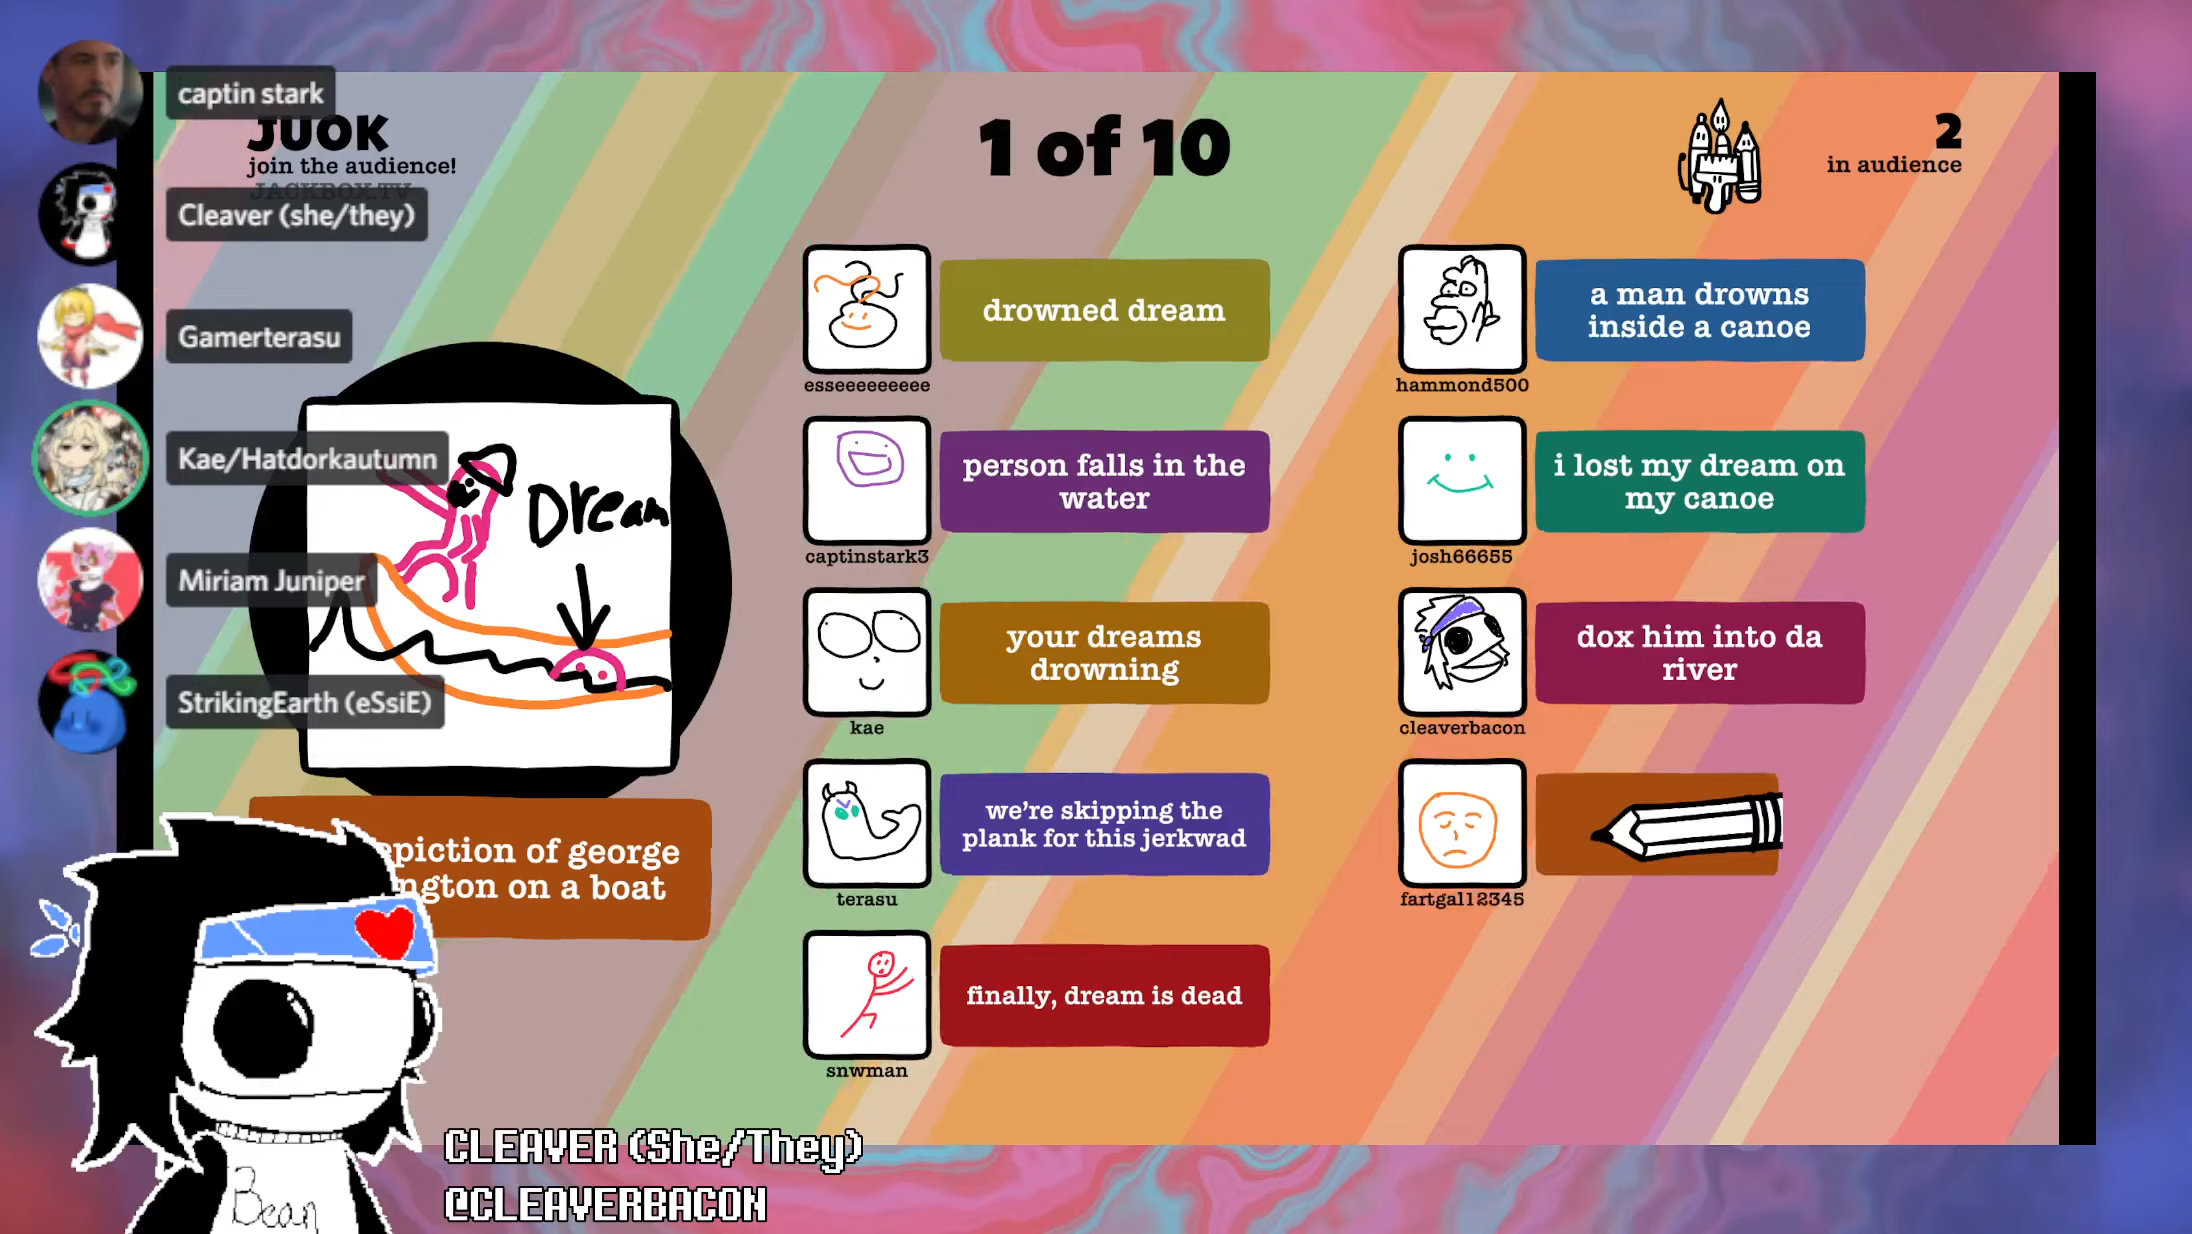 captin stark
JUOK
join the audience!
JACKBOX.TV
Cleaver (she/they)
Gamerterasu
Kae/Hatdorkautumn
Miriam Juniper
StrikingEarth (eSsiE)
1 of 10
2
in audience
Dream
epiction of george
ngton on a boat
drowned dream
esseeeeeeeee
person falls in the
water
captinstark3
your dreams
drowning
kae
we're skipping the
plank for this jerkwad
terasu
finally, dream is dead
snwman
a man drowns
inside a canoe
hammond500
i lost my dream on
my canoe
josh66655
dox him into da
river
cleaverbacon
fartgal12345
Bean
CLEAVER (She/They)
@CLEAVERBACON